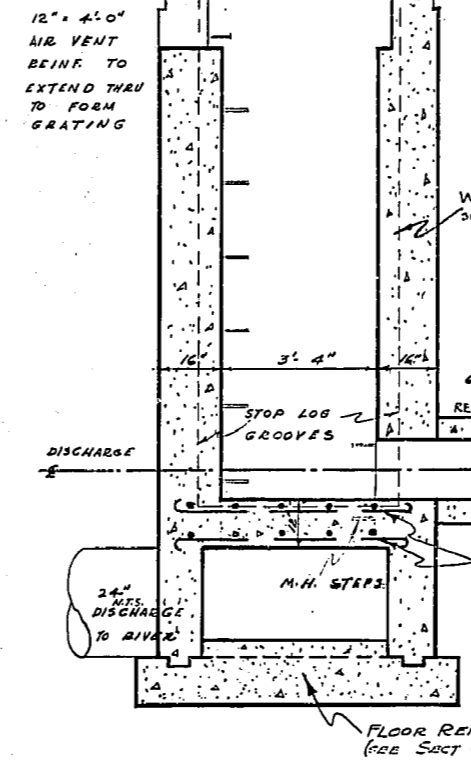 12" = 4'-0"
AIR VENT
REINF. TO
EXTEND THRU
TO FORM
GRATING
16"
3'-4"
16"
STOP LOG
GROOVES
DISCHARGE
M.H. STEPS
24"
N.T.S.
DISCHARGE
TO RIVER
FLOOR
(SEE SECT